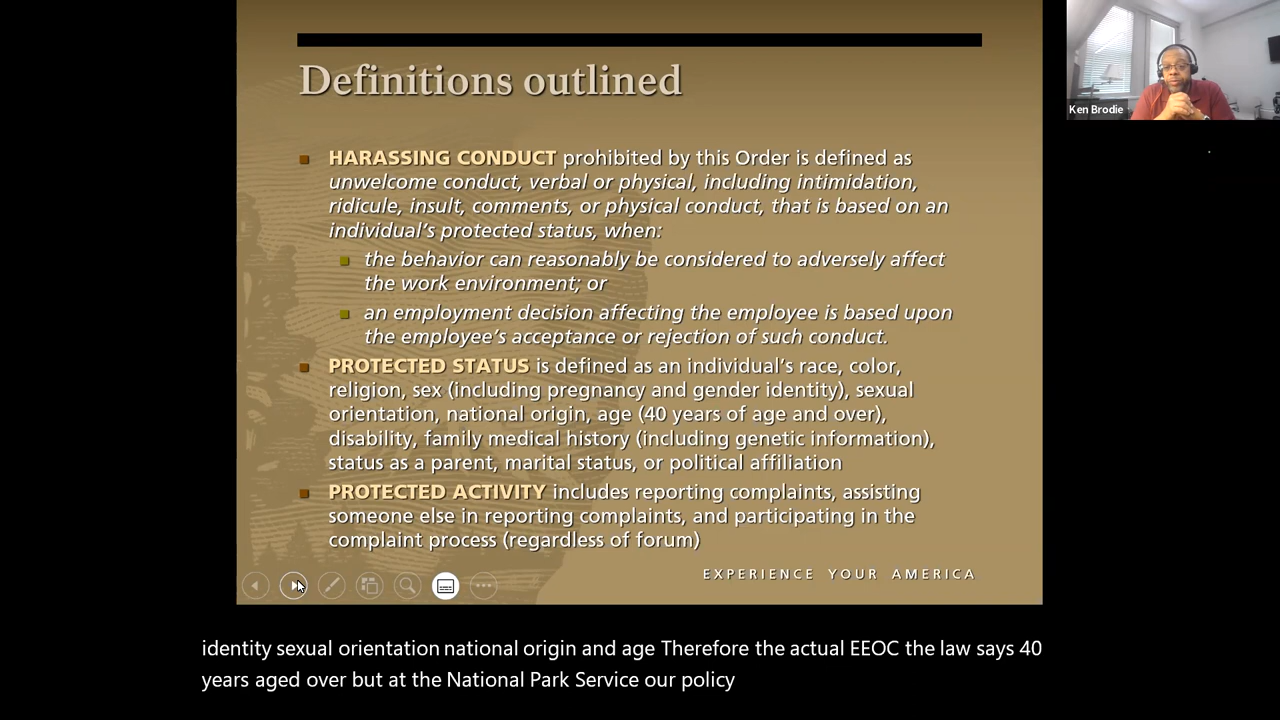 Definitions outlined
HARASSING CONDUCT prohibited by this Order is defined as
unwelcome conduct, verbal or physical, including intimidation,
ridicule, insult, comments, or physical conduct, that is based on an
individual's protected status, when:
the behavior can reasonably be considered to adversely affect
the work environment; or
an employment decision affecting the employee is based upon
the employee's acceptance or rejection of such conduct.
PROTECTED STATUS is defined as an individual's race, color,
religion, sex (including pregnancy and gender identity), sexual
orientation, national origin, age (40 years of age and over),
disability, family medical history (including genetic information),
status as a parent, marital status, or political affiliation
PROTECTED ACTIVITY includes reporting complaints, assisting
someone else in reporting complaints, and participating in the
complaint process (regardless of forum)
EXPERIENCE YOUR AMERICA
Ken Brodie
identity sexual orientation national origin and age Therefore the actual EEOC the law says 40
years aged over but at the National Park Service our policy